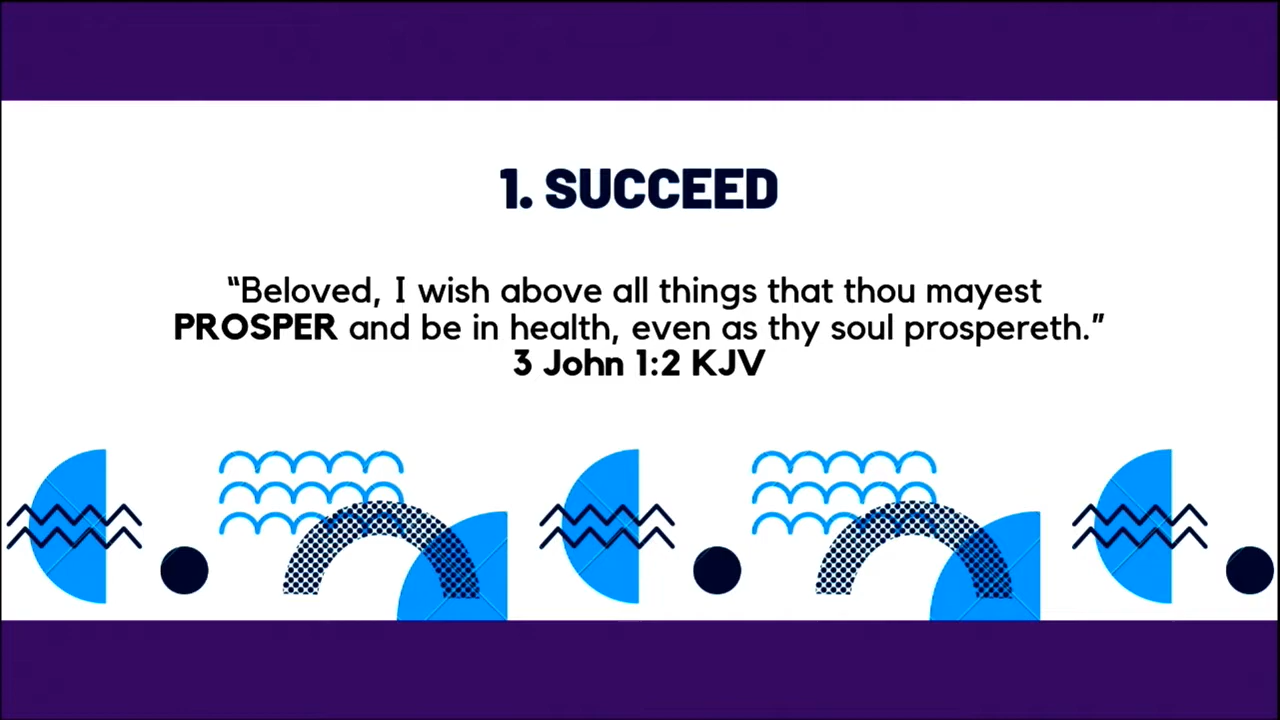 1. SUCCEED
“Beloved, I wish above all things that thou mayest
PROSPER and be in health, even as thy soul prospereth.”
3 John 1:2 KJV